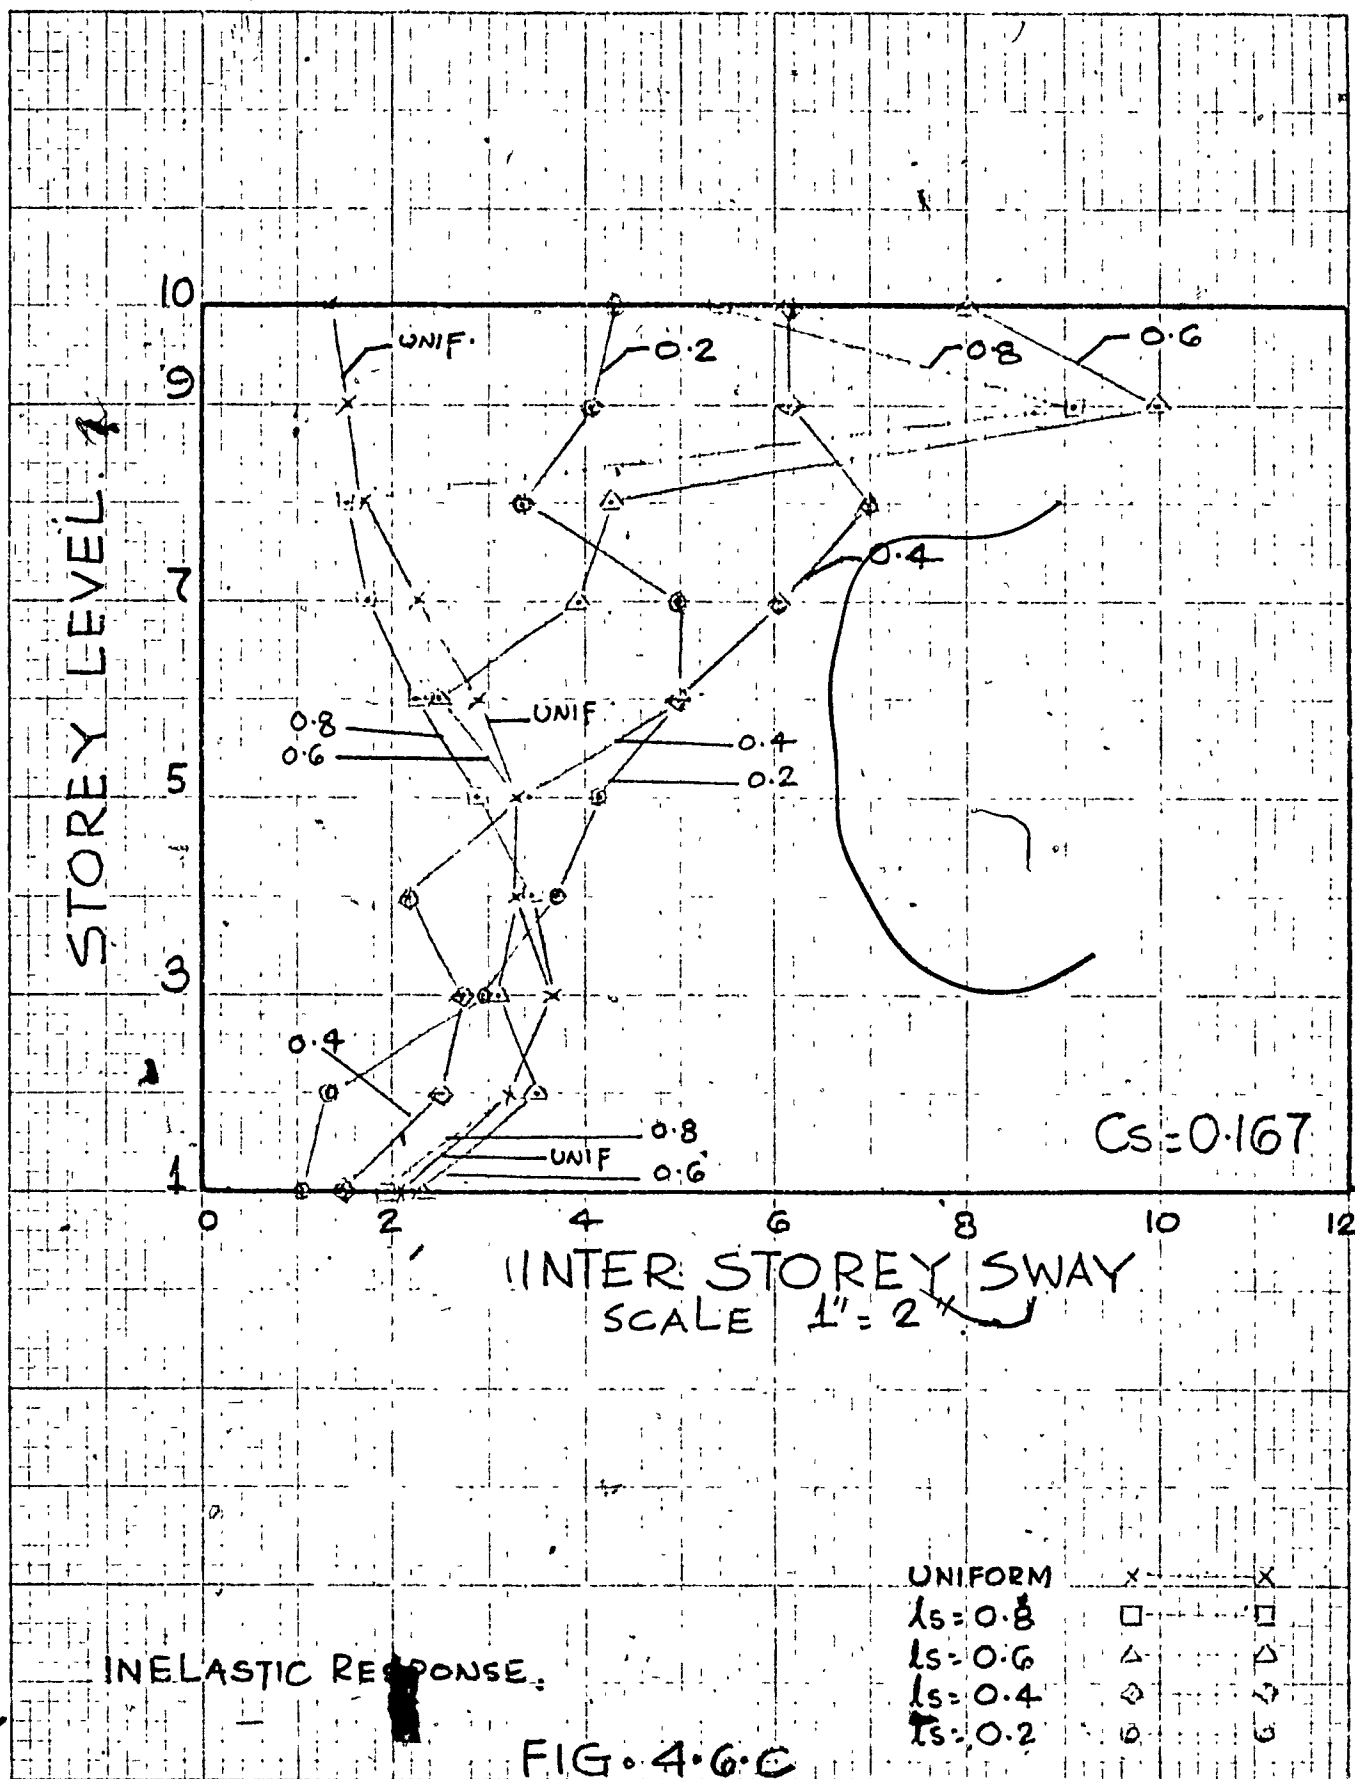 10
UNIF.
0.2
0.8
0.6
9
7
0.4
0.8
0.6
UNIF
0.4
0.2
5
3
0.4
0.8
UNIF
0.6
1
Cs=0.167
0 2 4 6 8 10 12
STOREY LEVEL.
INTER STOREY SWAY
SCALE 1"= 2"
UNIFORM
ls=0.8
ls=0.6
ls=0.4
ls=0.2
INELASTIC RESPONSE.
FIG. 4.6.C